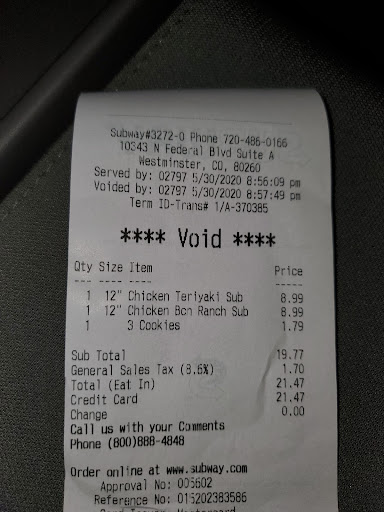 Subway#3272-0 Phone 720-486-0166
10343 N Federal Blvd Suite A
Westminster, CO, 80260
Served by: 02797 5/30/2020 8:56:09 pm
Voided by: 02797 5/30/2020 8:57:49 pm
Term ID-Trans# 1/A-370385
**** Void ****
Qty Size Item Price
--- ---- ---- -----
1 12" Chicken Teriyaki Sub 8.99
1 12" Chicken Bcn Ranch Sub 8.99
1 3 Cookies 1.79
Sub Total 19.77
General Sales Tax (8.6%) 1.70
Total (Eat In) 21.47
Credit Card 21.47
Change 0.00
Call us with your Comments
Phone (800)888-4848
Order online at www.subway.com
Approval No: 005602
Reference No: 015202383586